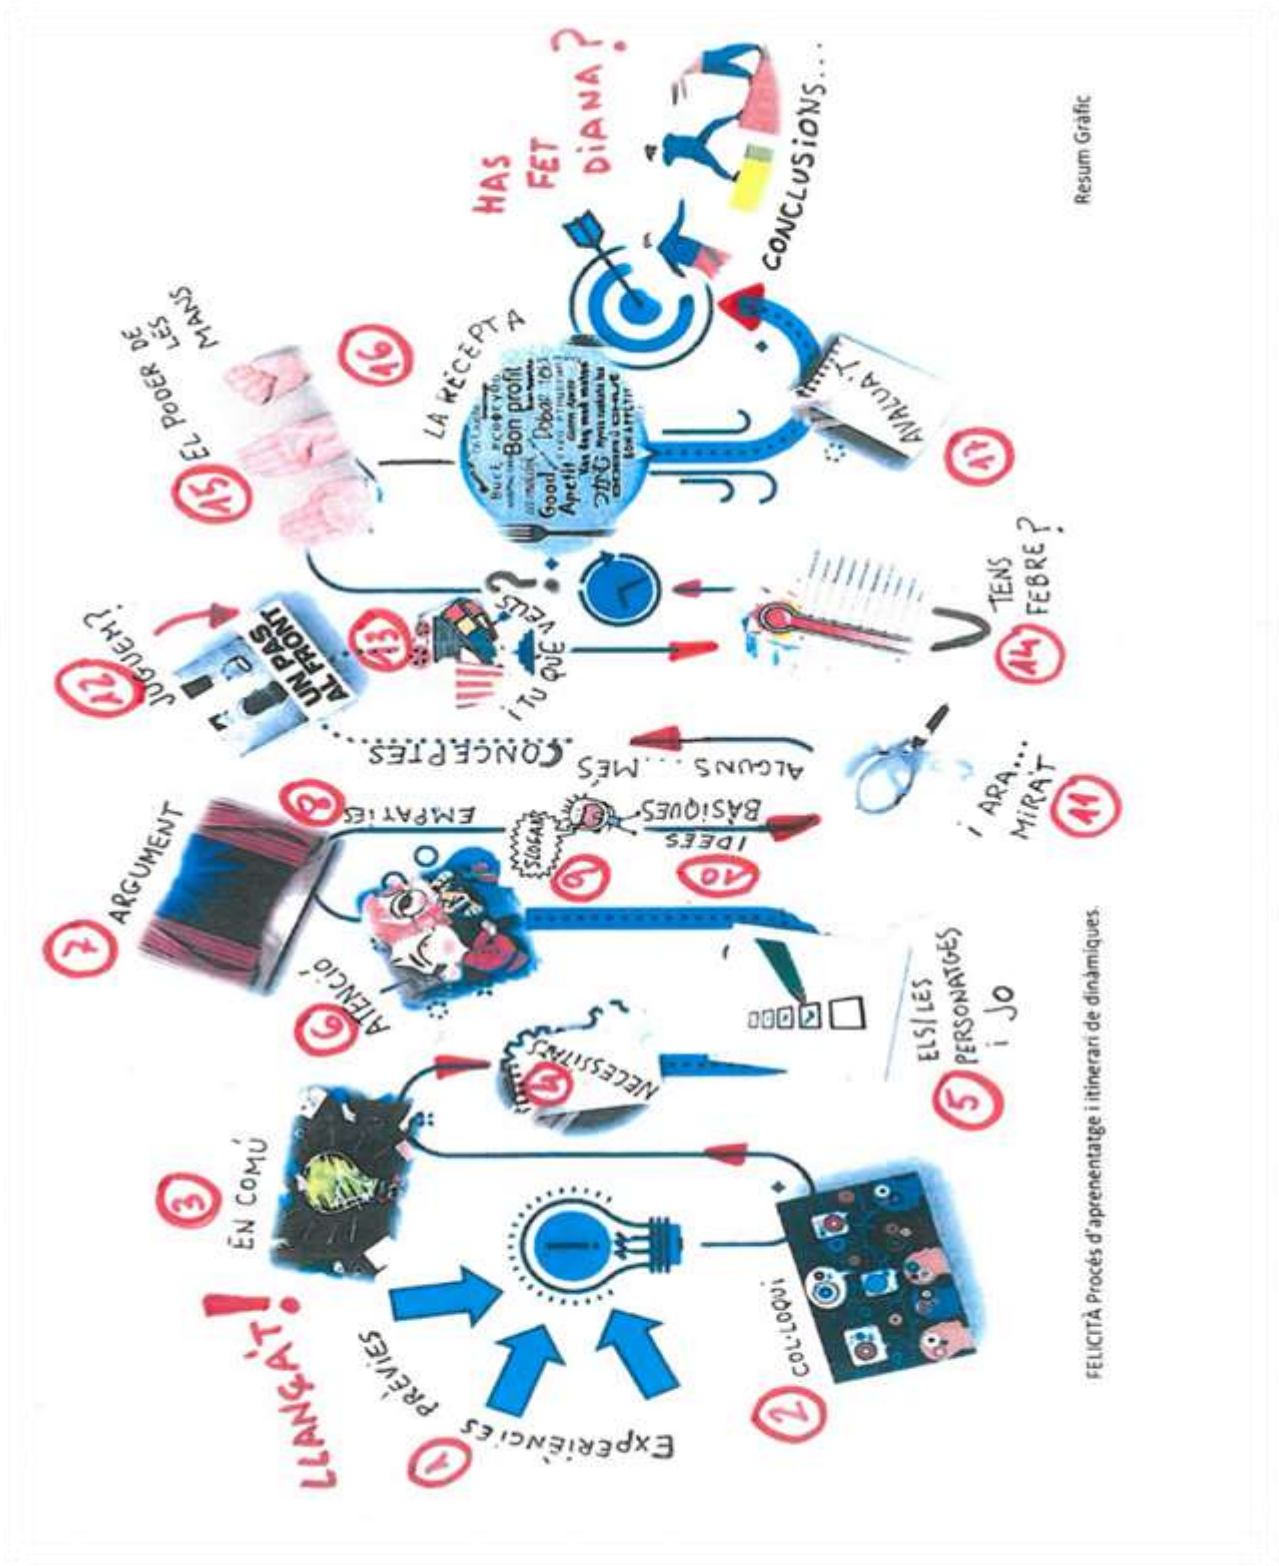 LLANÇA'T!
1
EXPERIÈNCIES PRÈVIES
2
COL·LOQUI
3
EN COMÚ
4
NECESSITATS
5
ELS/LES
PERSONATGES
i JO
6
ATENCIÓ
7
ARGUMENT
8
EMPATIES
9
SLOGAN
10
IDEES
BÀSIQUES
11
i ARA...
MIRA'T
ALGUNS ... MÉS
CONCEPTES
12
JUGUEM?
UN PAS
AL FRONT
13
i TU QUÈ
VEUS
?
14
TENS
FEBRE?
15
EL PODER DE
LES
MANS
16
LA RECEPTA
Bon profit
Good
Apetit
17
AVALUA'T
HAS
FET
DIANA?
CONCLUSIONS...
FELICITÀ Procés d'aprenentatge i itinerari de dinàmiques.
Resum Gràfic